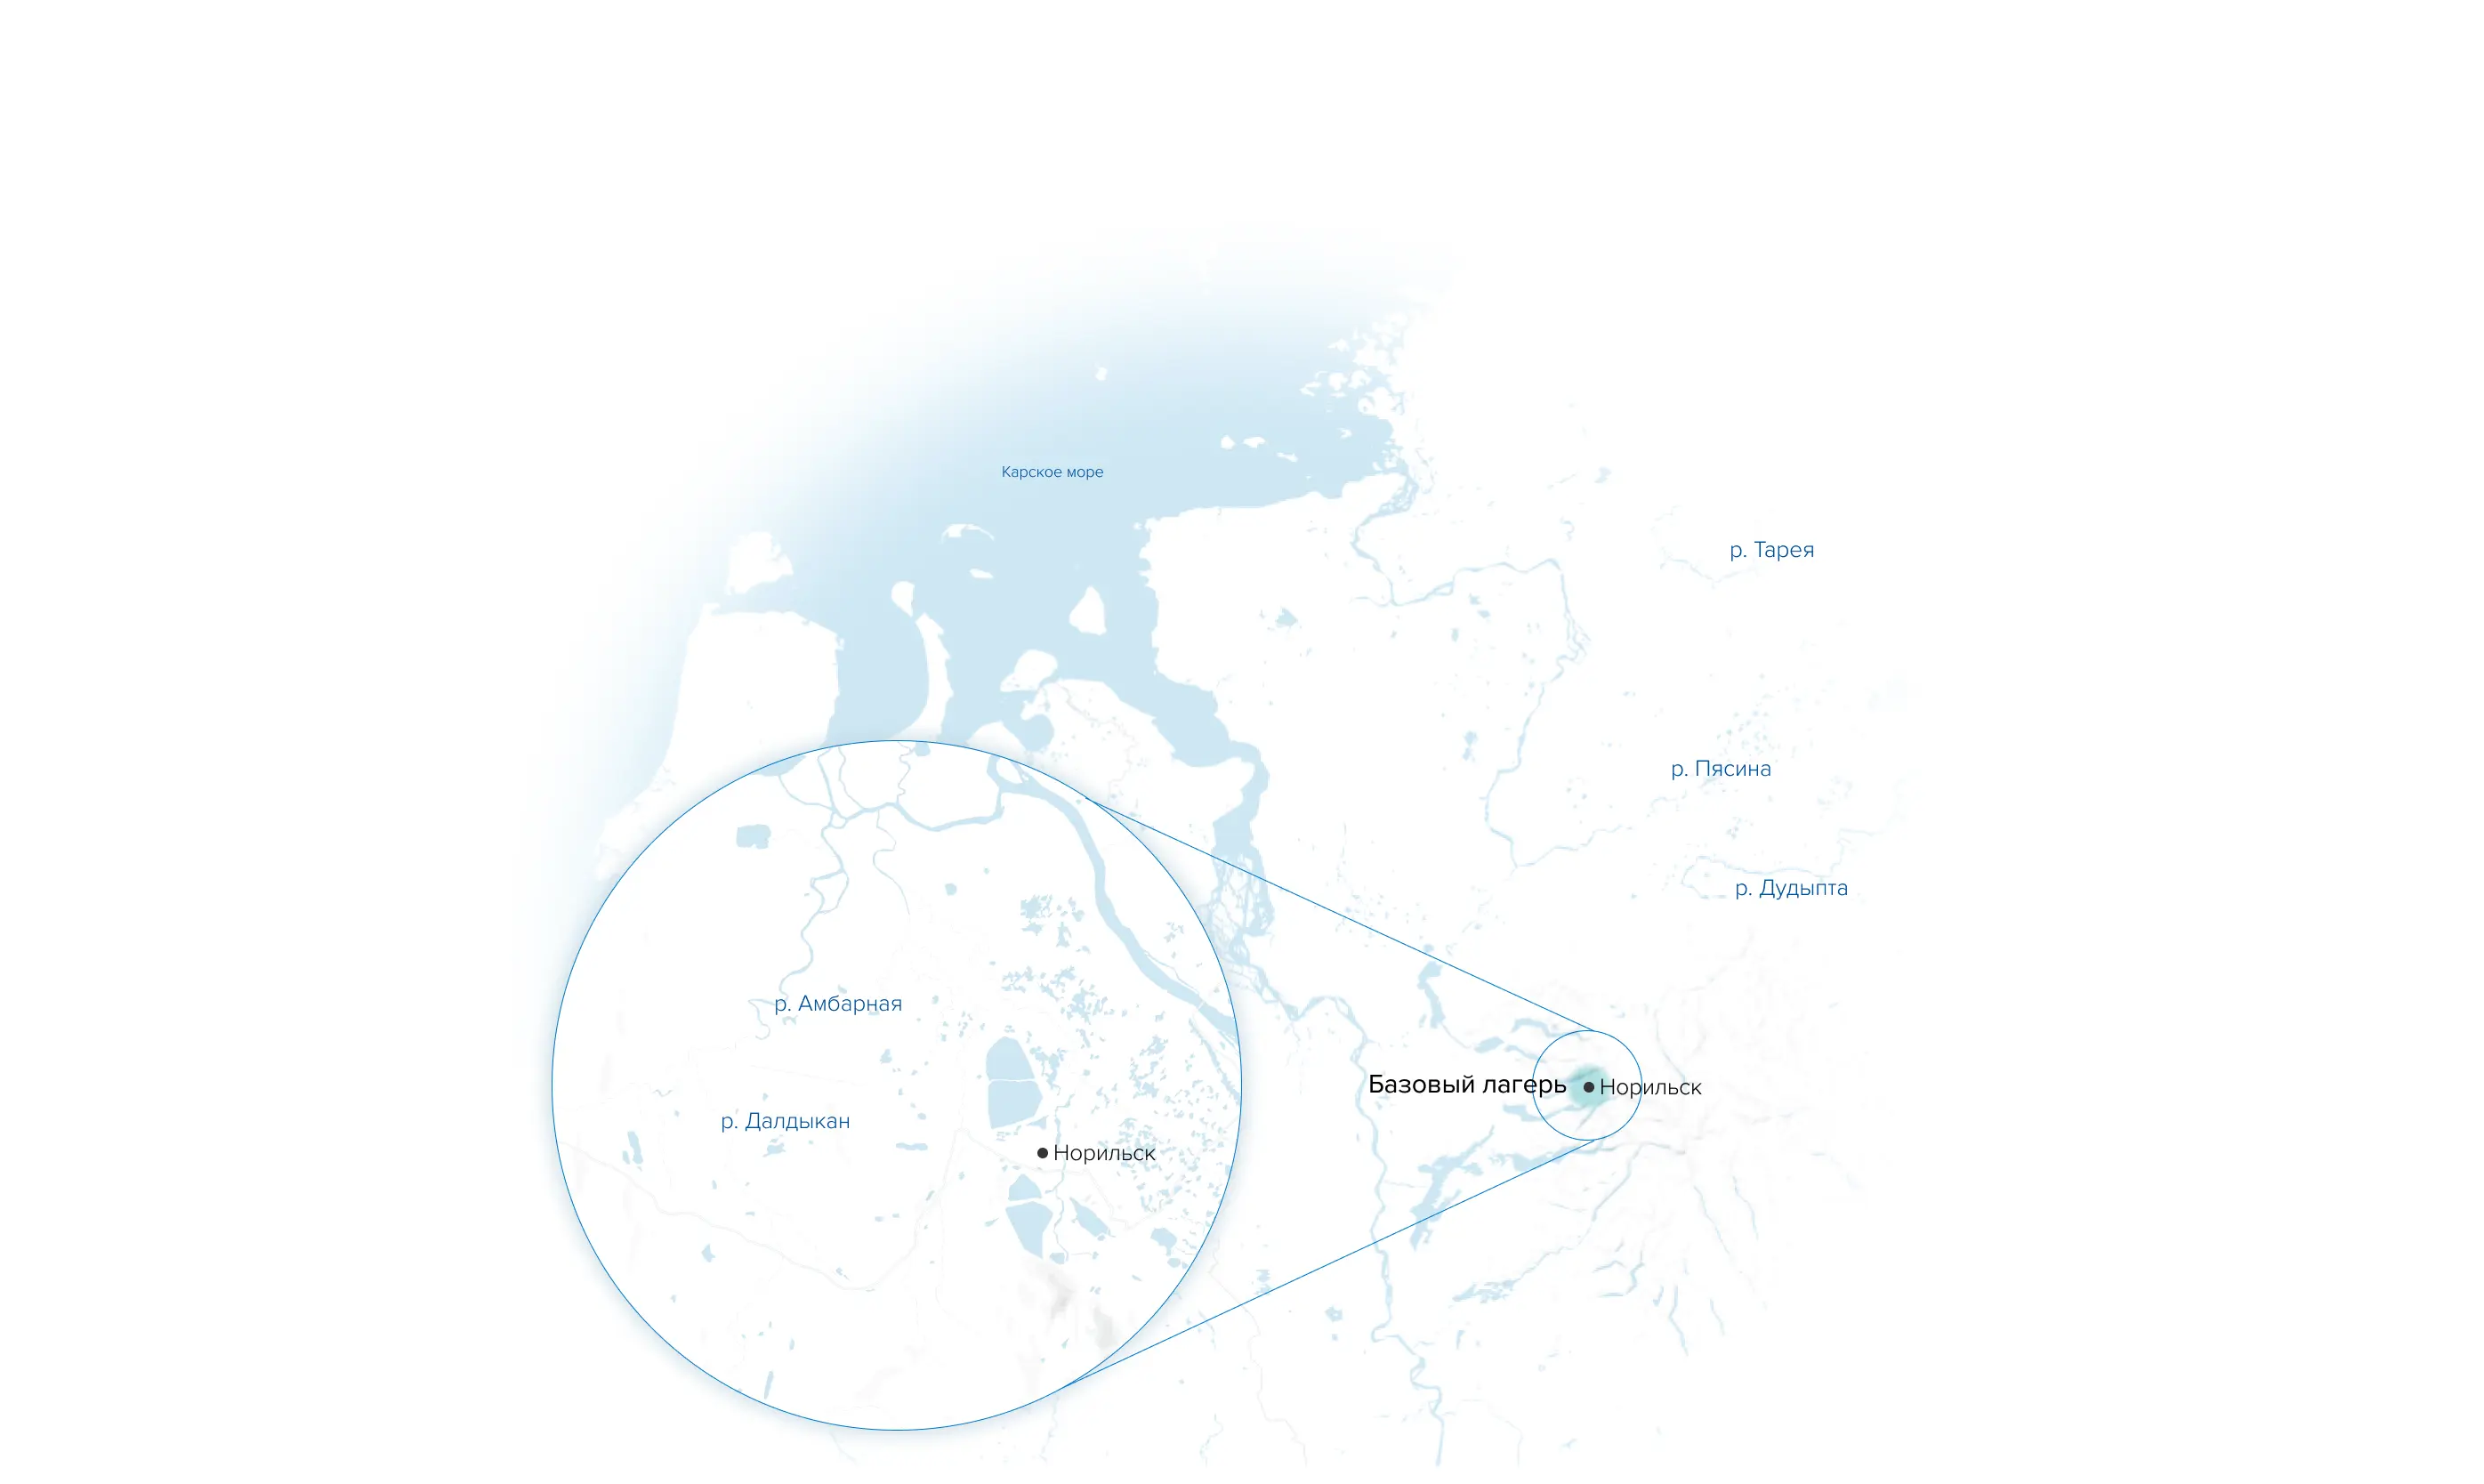 Карское море
р. Тарея
р. Пясина
р. Дудыпта
р. Амбарная
Базовый лагерь
Норильск
р. Далдыкан
Норильск